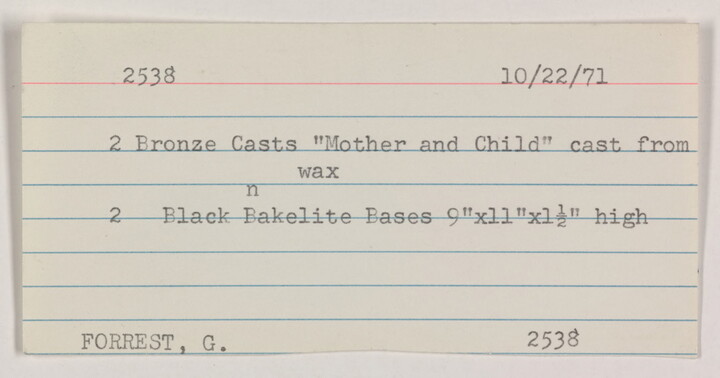 2538 10/22/71
2 Bronze Casts "Mother and Child" cast from
wax
n
2 Black Bakelite Bases 9"x11"x1½" high
FORREST, G. 2538